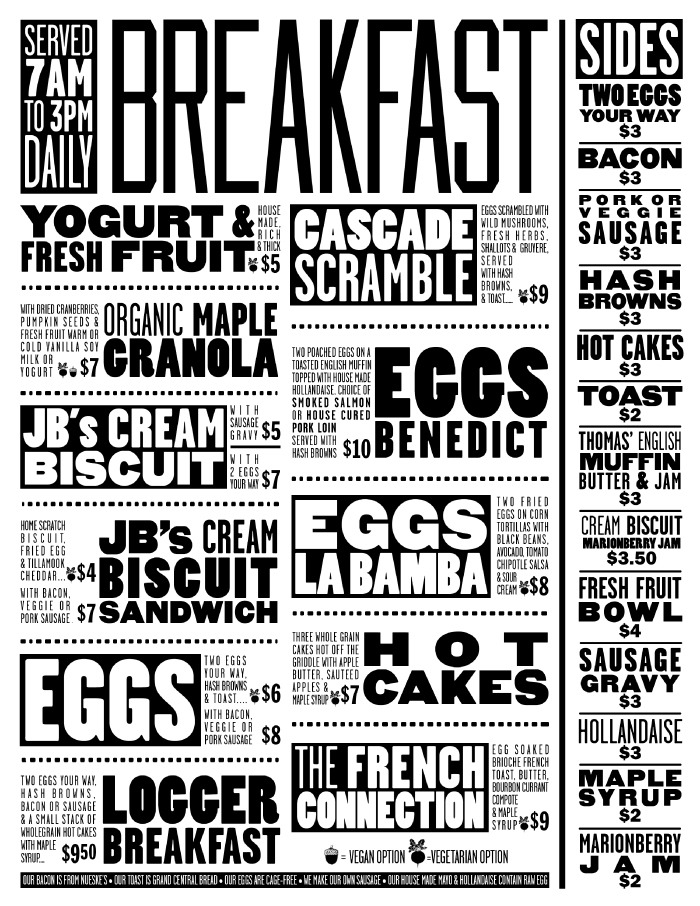 SERVED
7AM
TO 3PM
DAILY
BREAKFAST
YOGURT &
FRESH FRUIT
HOUSE
MADE,
RICH
& THICK
$5
WITH DRIED CRANBERRIES,
PUMPKIN SEEDS &
FRESH FRUIT WARM OR
COLD VANILLA SOY
MILK OR
YOGURT $7
ORGANIC MAPLE
GRANOLA
JB's CREAM
BISCUIT
WITH
SAUSAGE
GRAVY $5
WITH
2 EGGS
YOUR WAY $7
HOME SCRATCH
BISCUIT,
FRIED EGG
& TILLAMOOK
CHEDDAR... $4
WITH BACON,
VEGGIE OR
PORK SAUSAGE $7
JB's CREAM
BISCUIT
SANDWICH
EGGS
TWO EGGS
YOUR WAY,
HASH BROWNS
& TOAST.... $6
WITH BACON,
VEGGIE OR
PORK SAUSAGE $8
TWO EGGS YOUR WAY,
HASH BROWNS,
BACON OR SAUSAGE
& A SMALL STACK OF
WHOLEGRAIN HOT CAKES
WITH MAPLE
SYRUP... $950
LOGGER
BREAKFAST
CASCADE
SCRAMBLE
EGGS SCRAMBLED WITH
WILD MUSHROOMS,
FRESH HERBS,
SHALLOTS & GRUYERE,
SERVED
WITH HASH
BROWNS,
& TOAST.... $9
TWO POACHED EGGS ON A
TOASTED ENGLISH MUFFIN
TOPPED WITH HOUSE MADE
HOLLANDAISE. CHOICE OF
SMOKED SALMON
OR HOUSE CURED
PORK LOIN
SERVED WITH
HASH BROWNS $10
EGGS
BENEDICT
EGGS
LA BAMBA
TWO FRIED
EGGS ON CORN
TORTILLAS WITH
BLACK BEANS,
AVOCADO, TOMATO
CHIPOTLE SALSA
& SOUR
CREAM $8
THREE WHOLE GRAIN
CAKES HOT OFF THE
GRIDDLE WITH APPLE
BUTTER, SAUTEED
APPLES &
MAPLE SYRUP $7
HOT
CAKES
THE FRENCH
CONNECTION
EGG SOAKED
BRIOCHE FRENCH
TOAST, BUTTER,
BOURBON CURRANT
COMPOTE
& MAPLE
SYRUP $9
= VEGAN OPTION =VEGETARIAN OPTION
OUR BACON IS FROM NUESKE'S • OUR TOAST IS GRAND CENTRAL BREAD • OUR EGGS ARE CAGE-FREE • WE MAKE OUR OWN SAUSAGE • OUR HOUSE MADE MAYO & HOLLANDAISE CONTAIN RAW EGG
SIDES
TWO EGGS
YOUR WAY
$3
BACON
$3
PORK OR
VEGGIE
SAUSAGE
$3
HASH
BROWNS
$3
HOT CAKES
$3
TOAST
$2
THOMAS' ENGLISH
MUFFIN
BUTTER & JAM
$3
CREAM BISCUIT
MARIONBERRY JAM
$3.50
FRESH FRUIT
BOWL
$4
SAUSAGE
GRAVY
$3
HOLLANDAISE
$3
MAPLE
SYRUP
$2
MARIONBERRY
JAM
$2